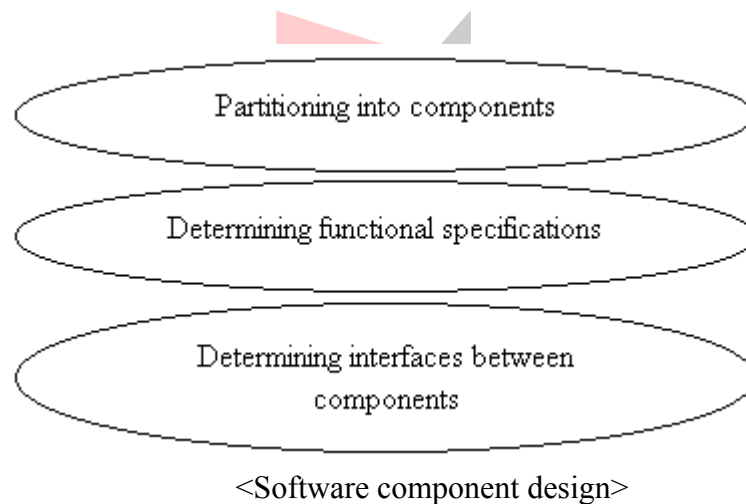 Partitioning into components
Determining functional specifications
Determining interfaces between
components
<Software component design>